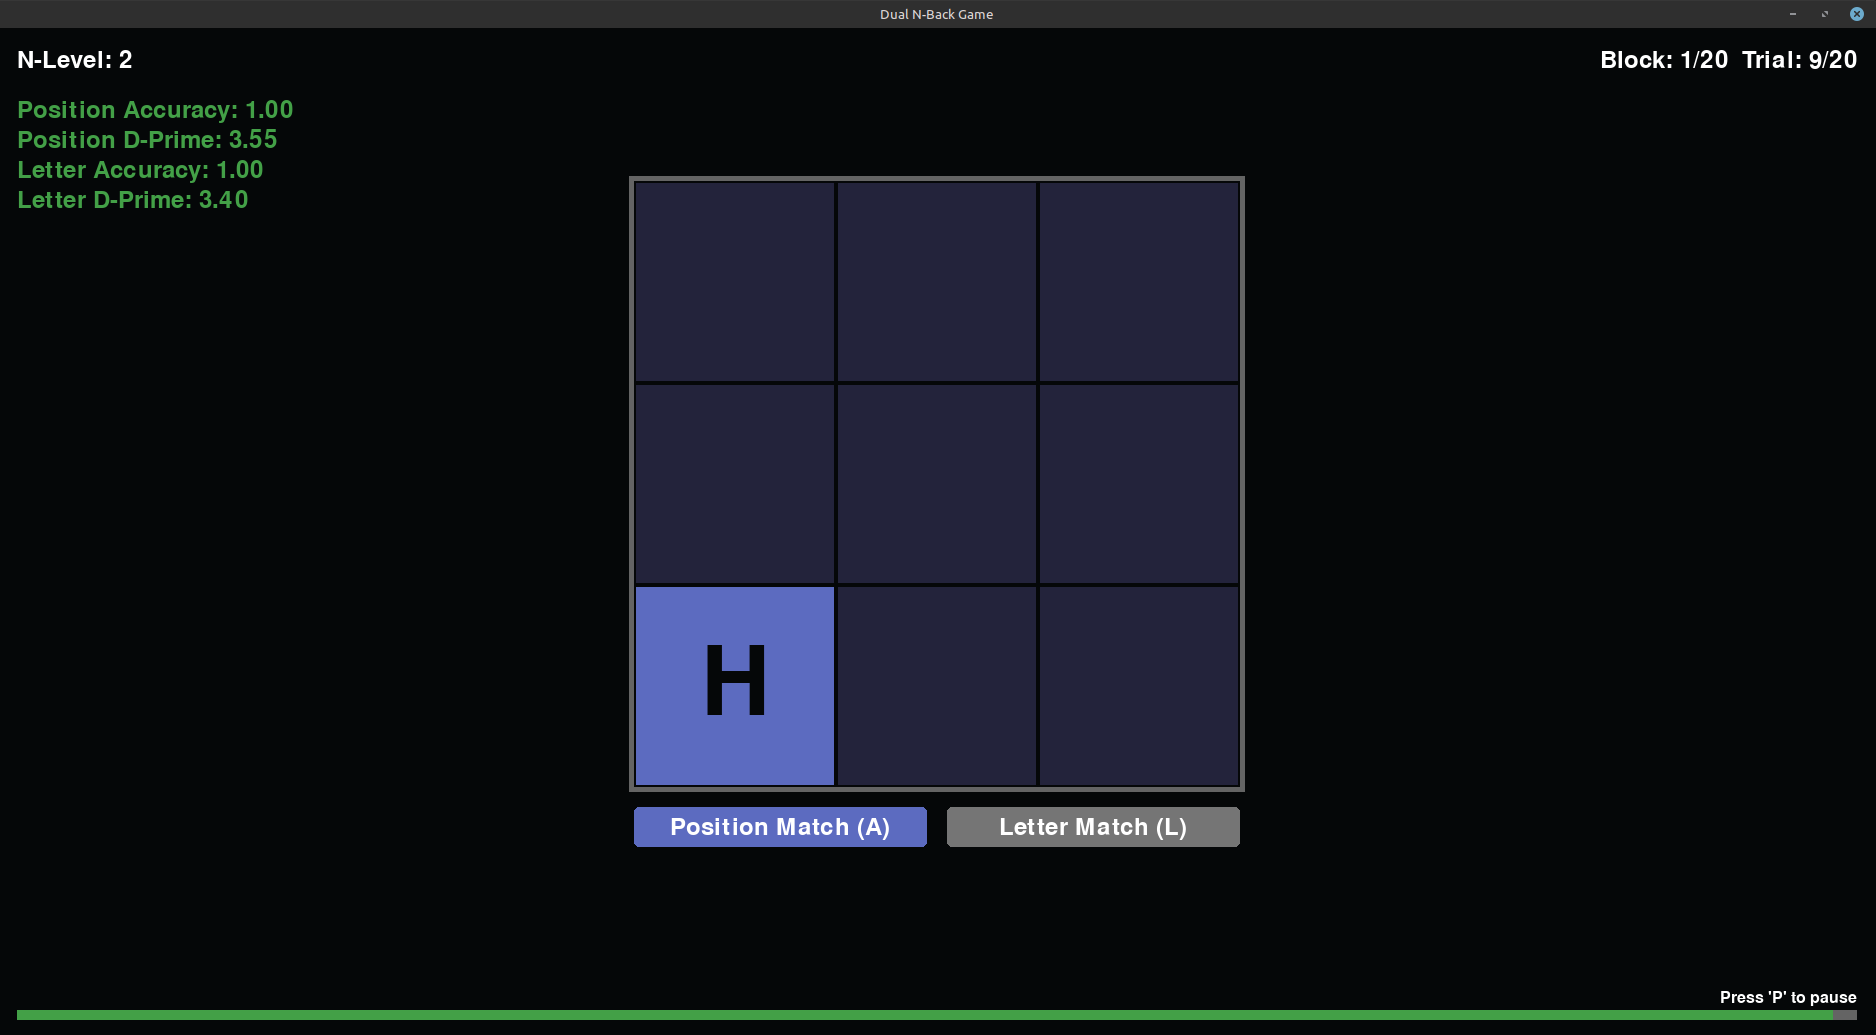 Dual N-Back Game
N-Level: 2
Block: 1/20 Trial: 9/20
Position Accuracy: 1.00
Position D-Prime: 3.55
Letter Accuracy: 1.00
Letter D-Prime: 3.40
H
Position Match (A)
Letter Match (L)
Press 'P' to pause